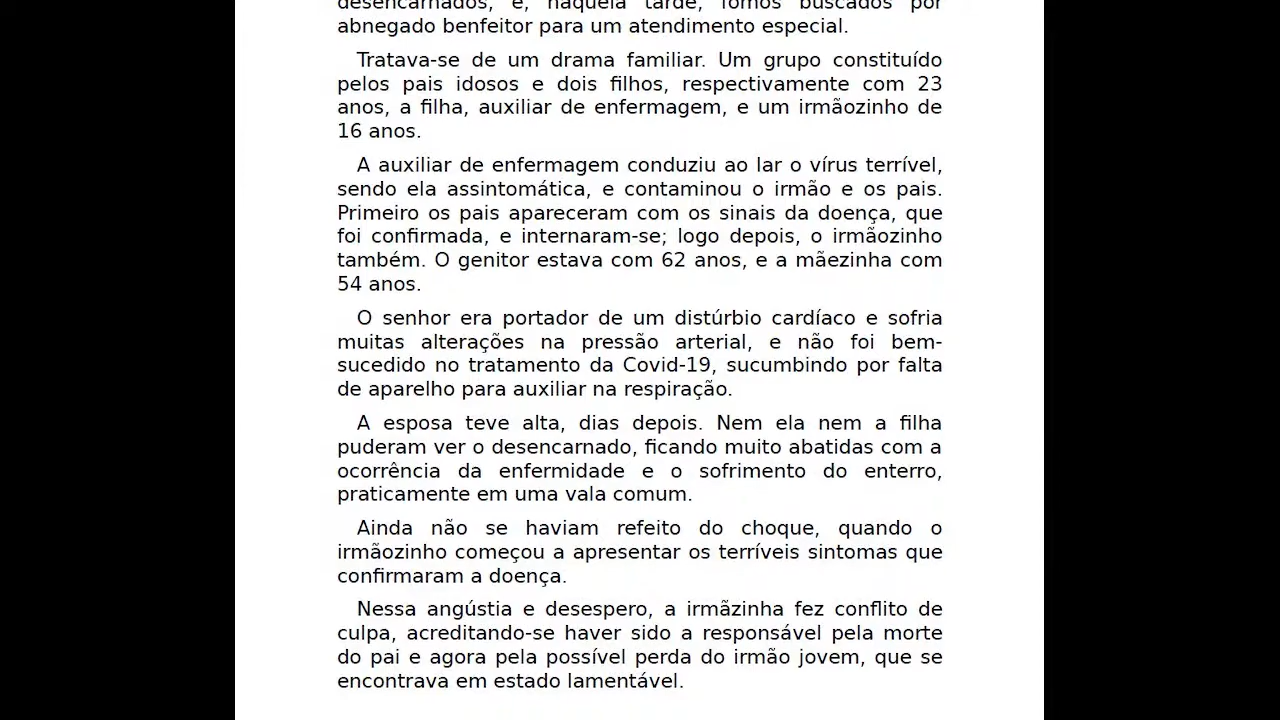 desencarnados, e, naquela tarde, fomos buscados por
abnegado benfeitor para um atendimento especial.
Tratava-se de um drama familiar. Um grupo constituído
pelos pais idosos e dois filhos, respectivamente com 23
anos, a filha, auxiliar de enfermagem, e um irmãozinho de
16 anos.
A auxiliar de enfermagem conduziu ao lar o vírus terrível,
sendo ela assintomática, e contaminou o irmão e os pais.
Primeiro os pais apareceram com os sinais da doença, que
foi confirmada, e internaram-se; logo depois, o irmãozinho
também. O genitor estava com 62 anos, e a mãezinha com
54 anos.
O senhor era portador de um distúrbio cardíaco e sofria
muitas alterações na pressão arterial, e não foi bem-
sucedido no tratamento da Covid-19, sucumbindo por falta
de aparelho para auxiliar na respiração.
A esposa teve alta, dias depois. Nem ela nem a filha
puderam ver o desencarnado, ficando muito abatidas com a
ocorrência da enfermidade e o sofrimento do enterro,
praticamente em uma vala comum.
Ainda não se haviam refeito do choque, quando o
irmãozinho começou a apresentar os terríveis sintomas que
confirmaram a doença.
Nessa angústia e desespero, a irmãzinha fez conflito de
culpa, acreditando-se haver sido a responsável pela morte
do pai e agora pela possível perda do irmão jovem, que se
encontrava em estado lamentável.